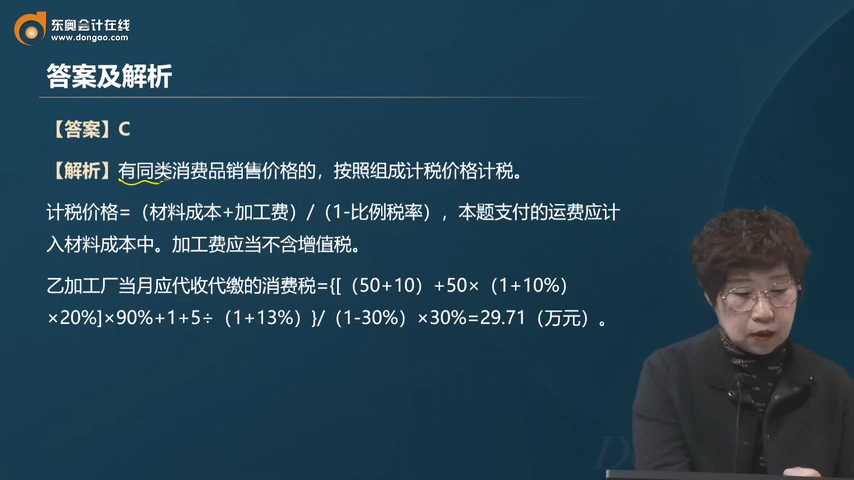 东奥会计在线
www.dongao.com
答案及解析
【答案】C
【解析】有同类消费品销售价格的，按照组成计税价格计税。
计税价格=（材料成本+加工费）/（1-比例税率），本题支付的运费应计
入材料成本中。加工费应当不含增值税。
乙加工厂当月应代收代缴的消费税={[（50+10）+50×（1+10%）
×20%]×90%+1+5÷（1+13%）}/（1-30%）×30%=29.71（万元）。